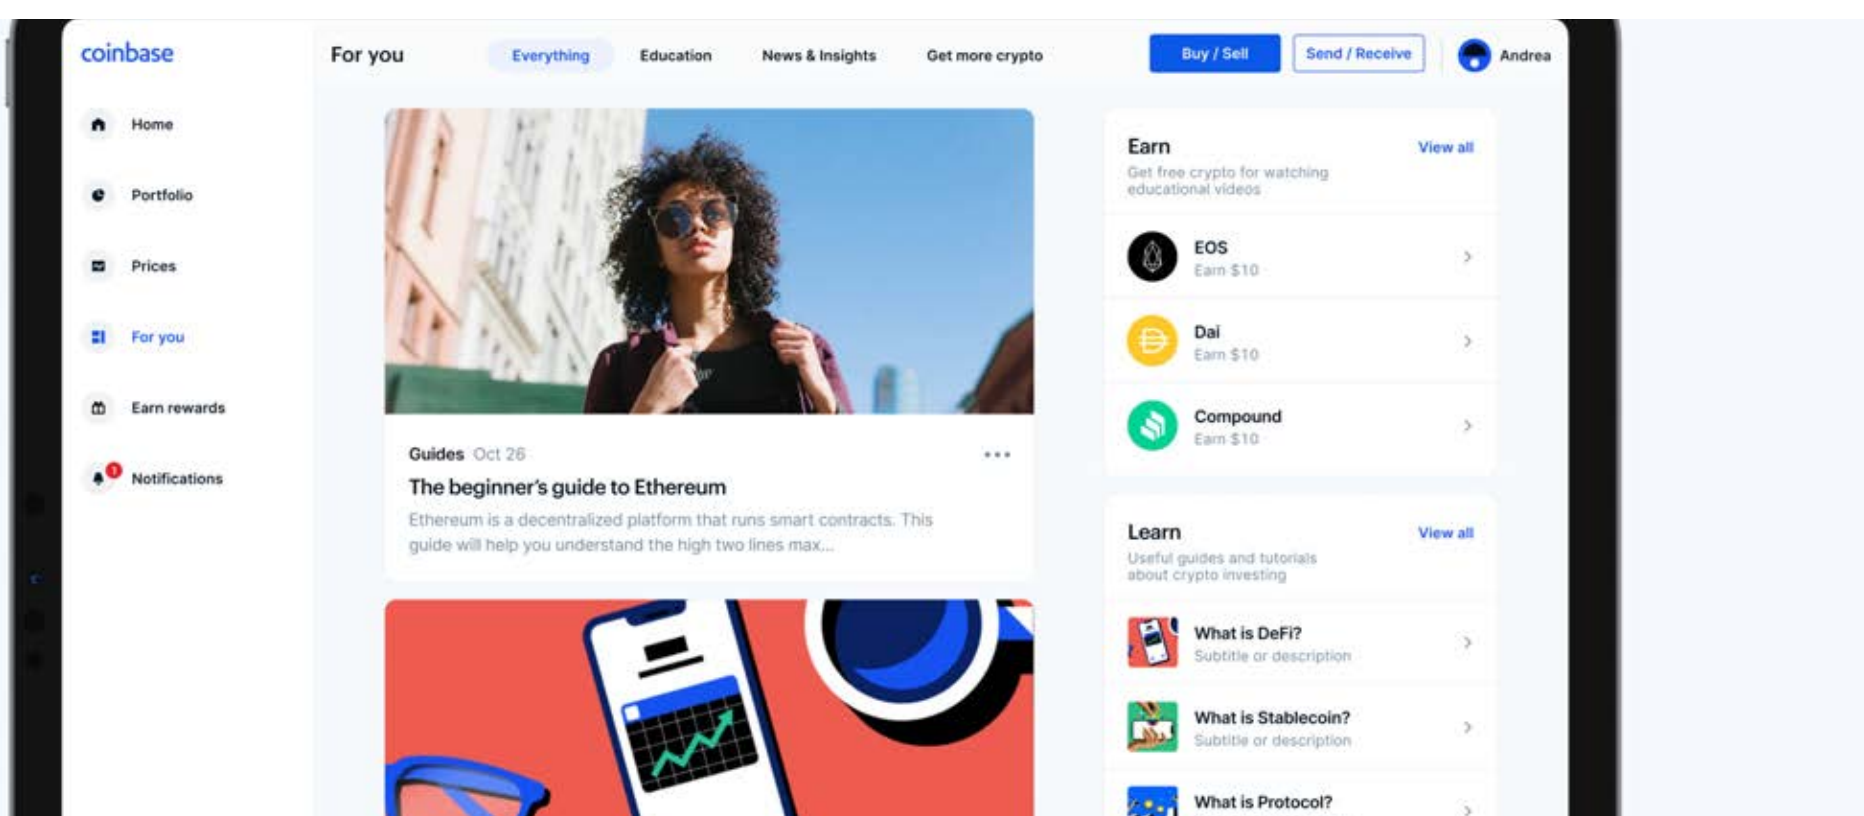 coinbase
Home
Portfolio
Prices
For you
Earn rewards
1
Notifications
For you
Everything
Education
News & Insights
Get more crypto
Buy / Sell
Send / Receive
Andrea
Guides Oct 26
The beginner's guide to Ethereum
Ethereum is a decentralized platform that runs smart contracts. This
guide will help you understand the high two lines max...
Earn
View all
Get free crypto for watching
educational videos
EOS
Earn $10
Dai
Earn $10
Compound
Earn $10
Learn
View all
Useful guides and tutorials
about crypto investing
What is DeFi?
Subtitle or description
What is Stablecoin?
Subtitle or description
What is Protocol?